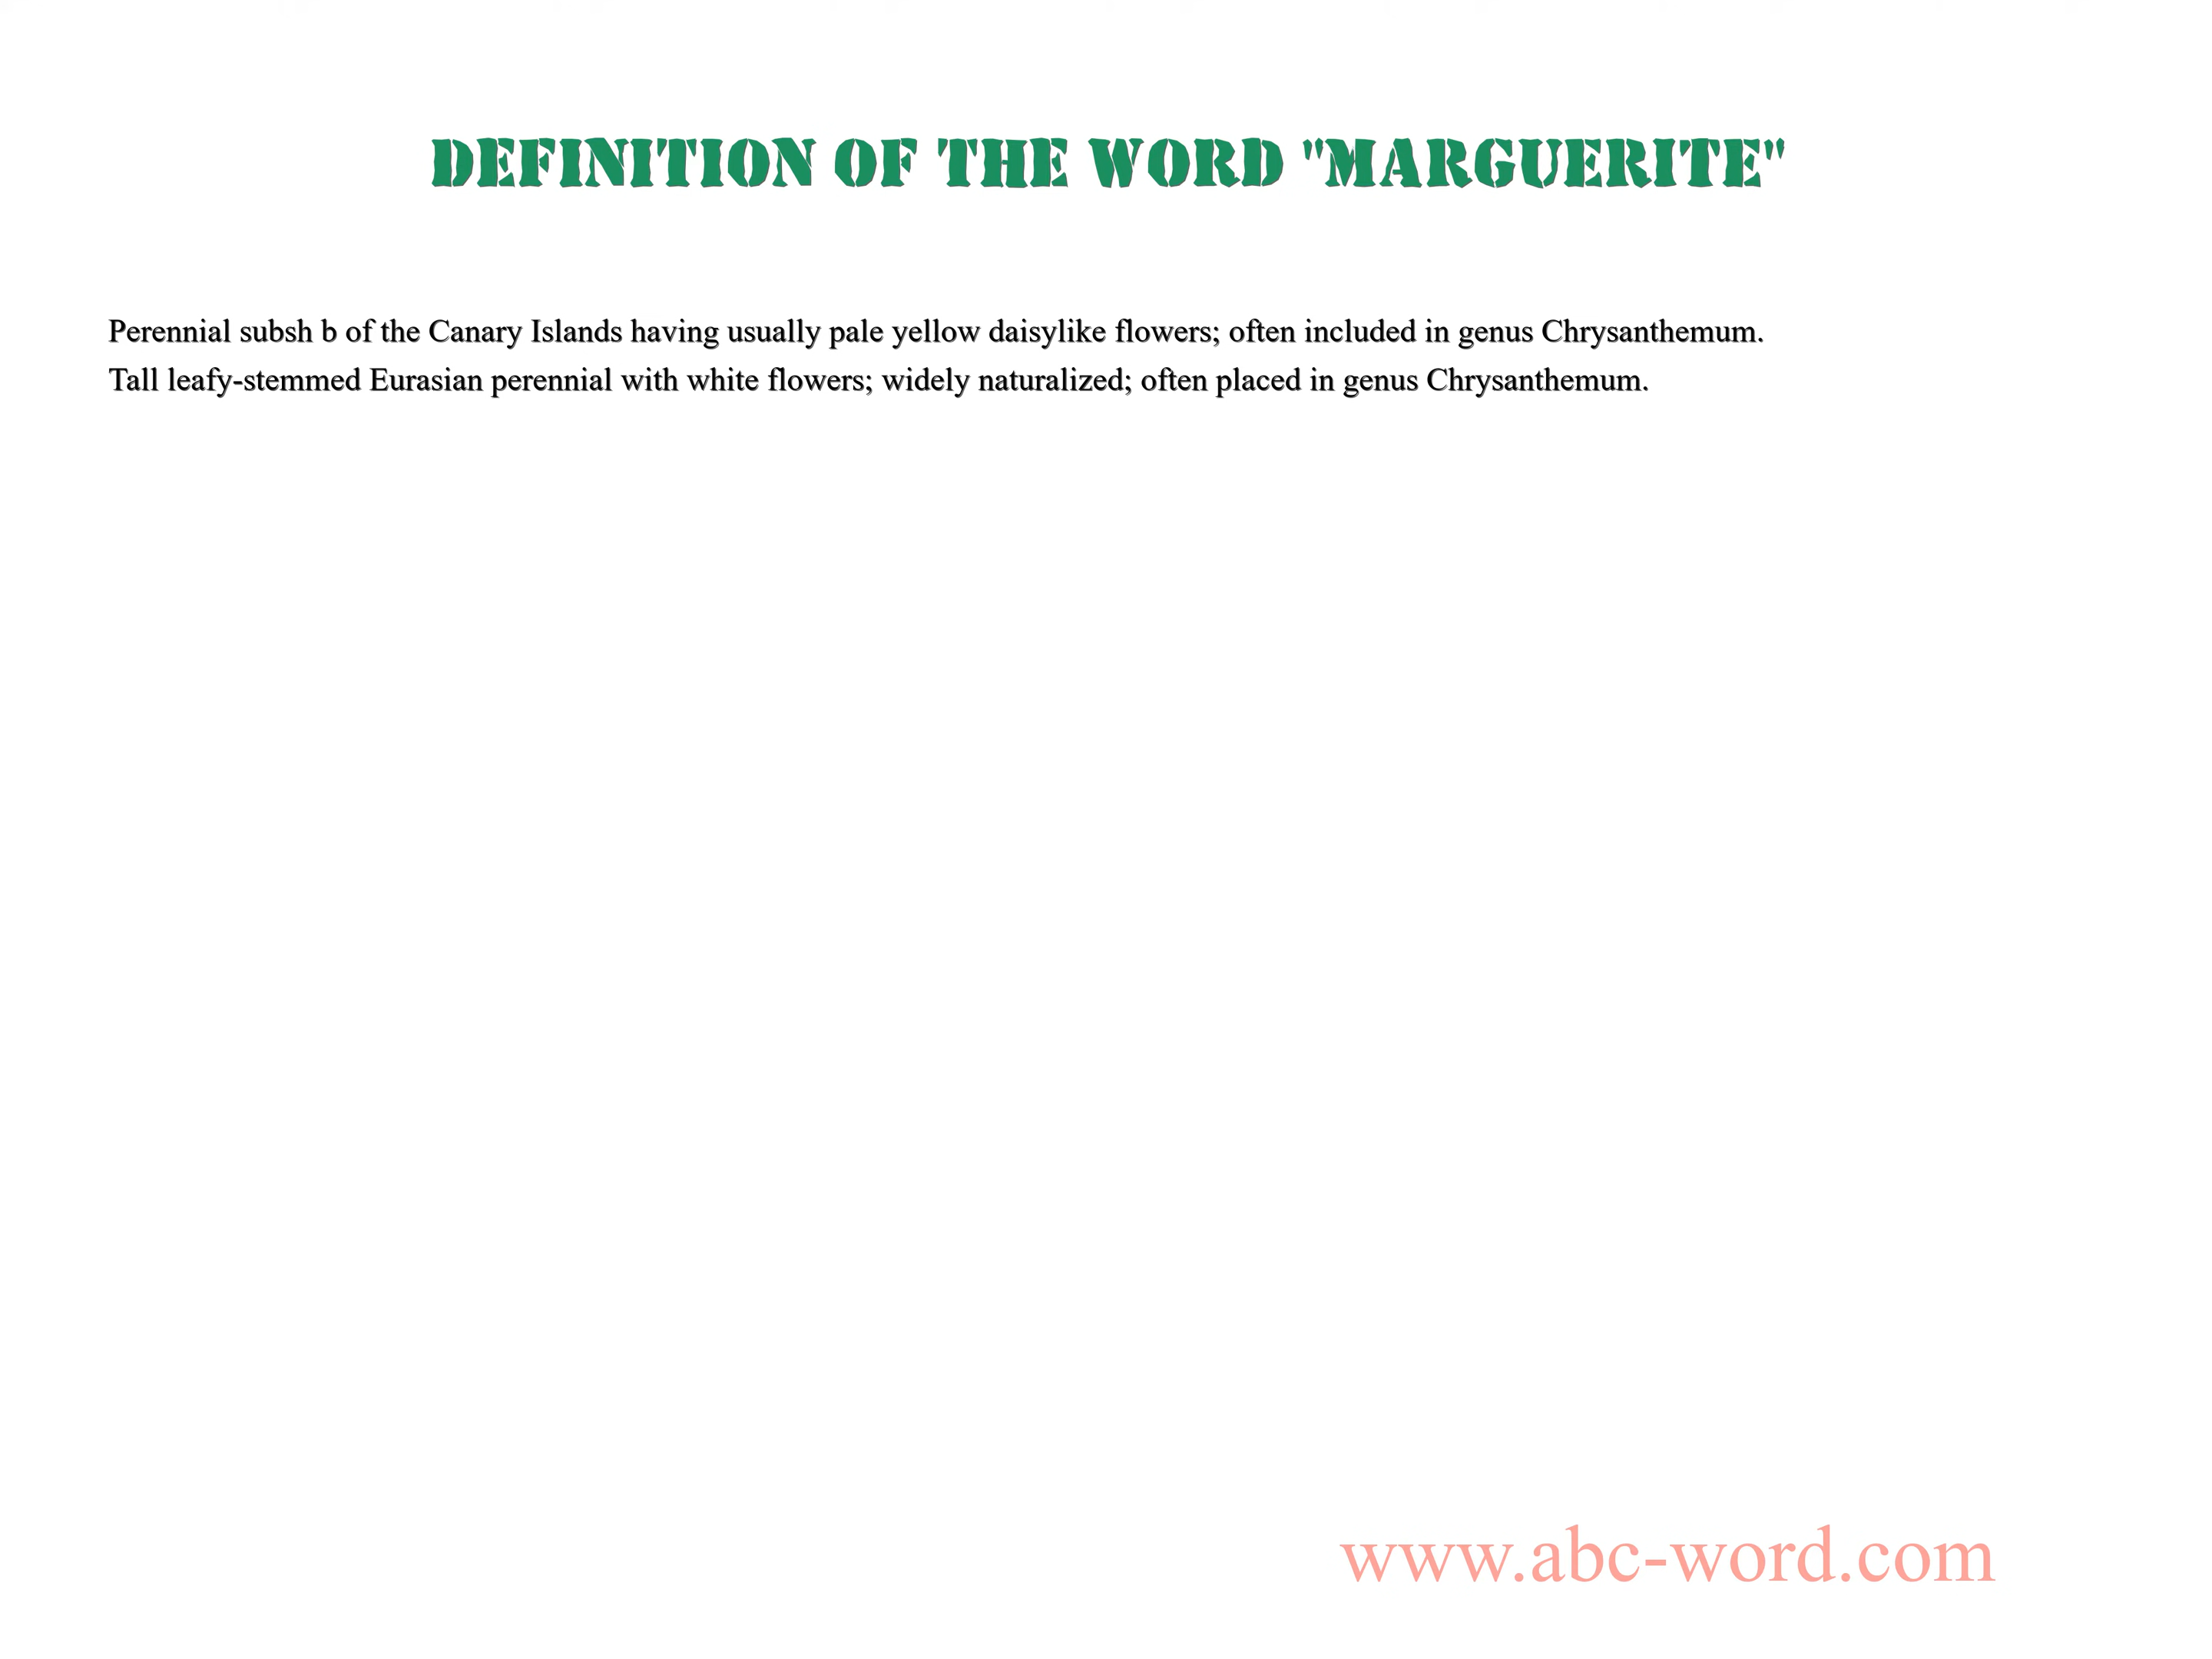 DEFINITION OF THE WORD "MARGUERITE"
Perennial subsh b of the Canary Islands having usually pale yellow daisylike flowers; often included in genus Chrysanthemum.
Tall leafy-stemmed Eurasian perennial with white flowers; widely naturalized; often placed in genus Chrysanthemum.
www.abc-word.com